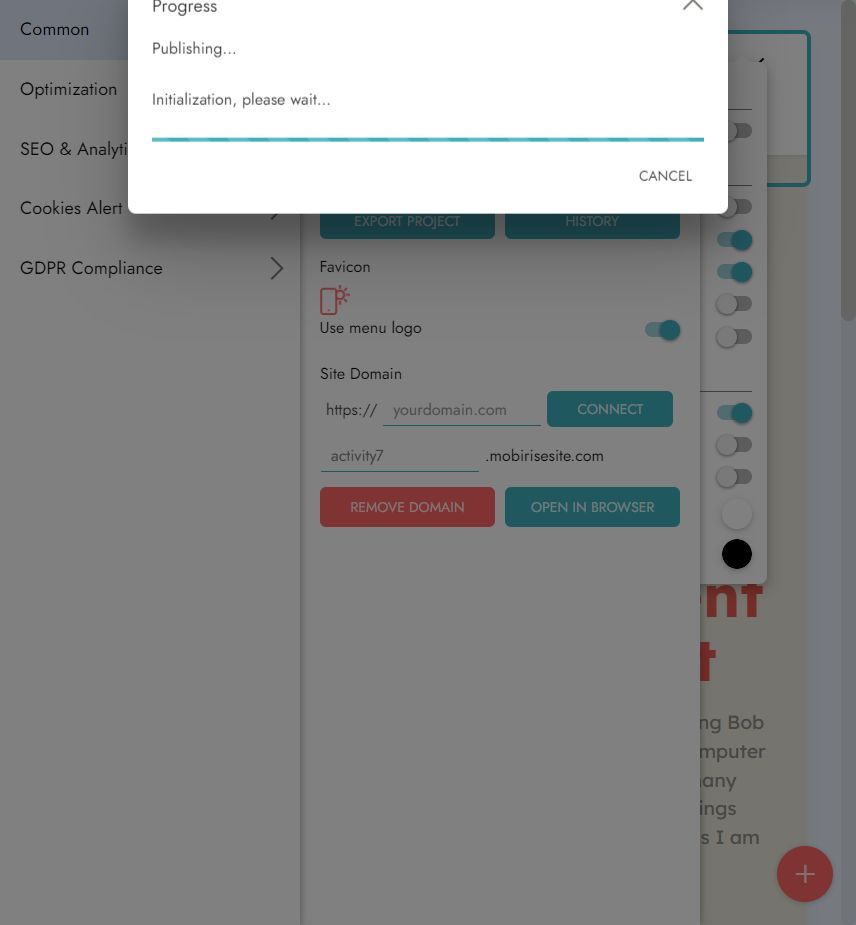 Progress
Publishing...
Initialization, please wait...
CANCEL
Common
Optimization
SEO & Analyti
Cookies Alert
GDPR Compliance
EXPORT PROJECT
HISTORY
Favicon
Use menu logo
Site Domain
https:// yourdomain.com CONNECT
activity7 .mobirisesite.com
REMOVE DOMAIN
OPEN IN BROWSER
nt
t
ng Bob
mputer
any
ings
s I am